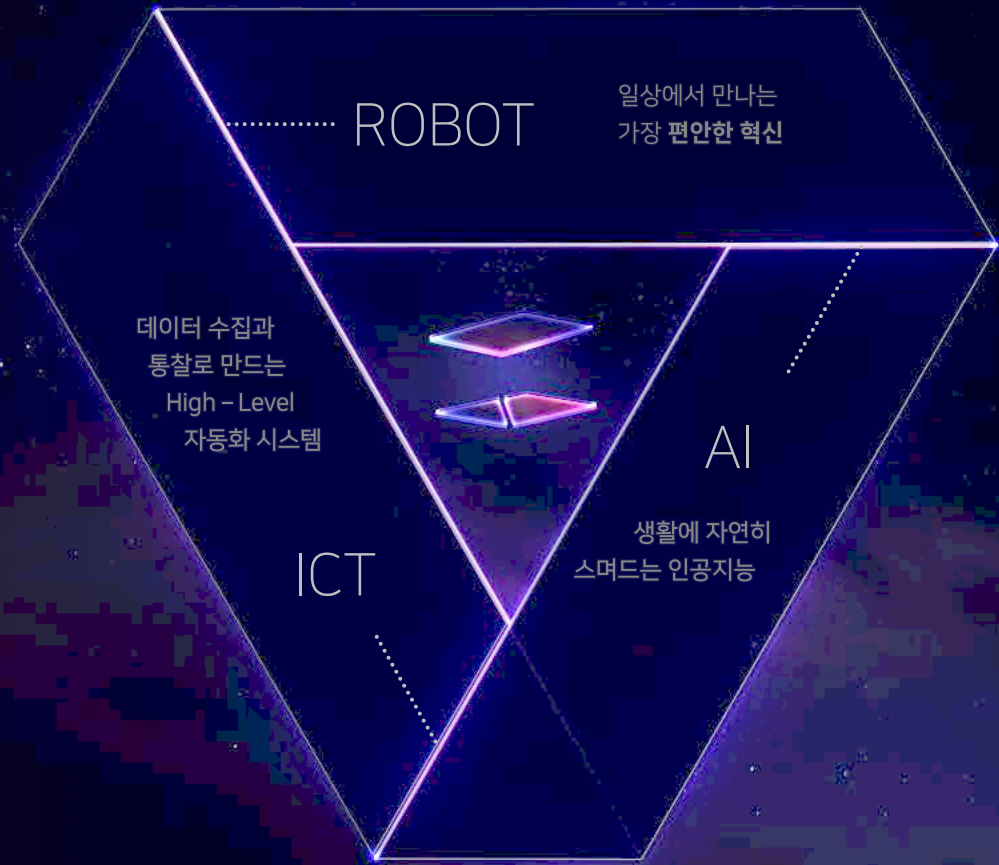 ROBOT
일상에서 만나는
가장 편안한 혁신
데이터 수집과
통찰로 만드는
High – Level
자동화 시스템
ICT
AI
생활에 자연히
스며드는 인공지능